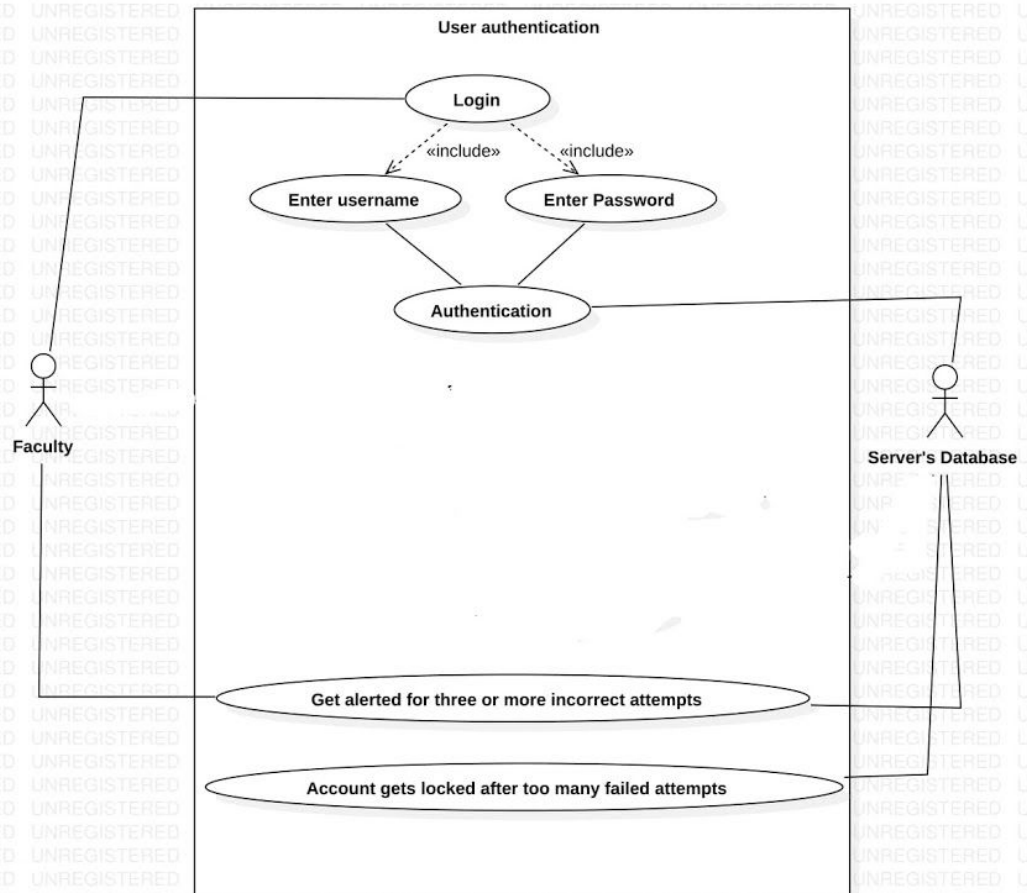 User authentication
Login
«include» «include»
Enter username Enter Password
Authentication
Faculty
Server's Database
Get alerted for three or more incorrect attempts
Account gets locked after too many failed attempts
UNREGISTERED